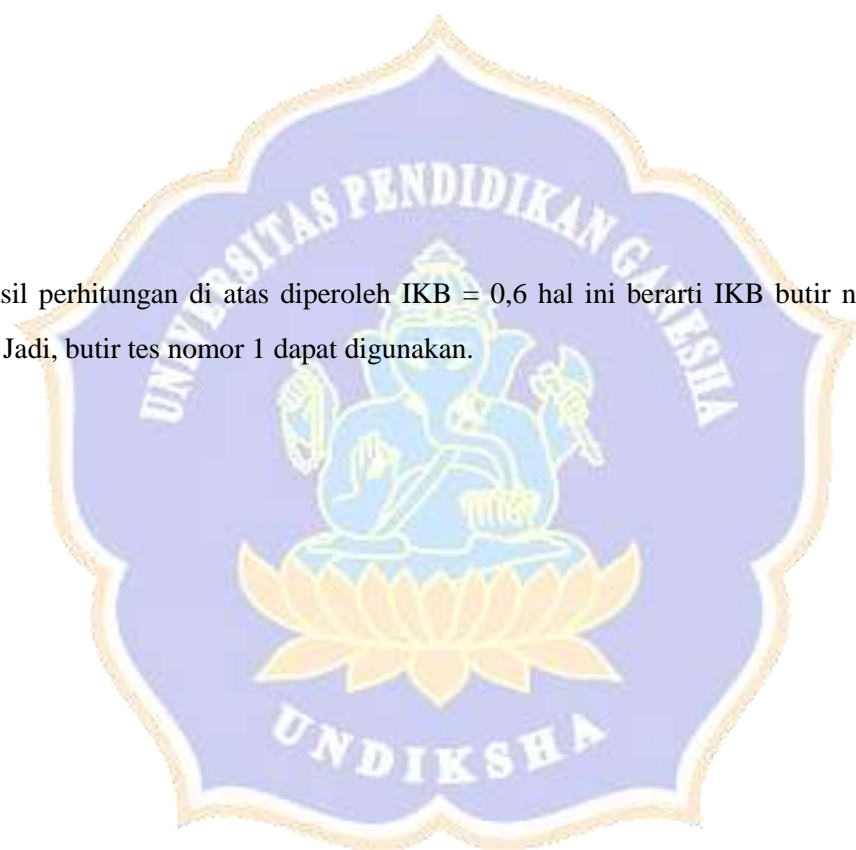 UNIVERSITAS PENDIDIKAN GANESHA
sil perhitungan di atas diperoleh IKB = 0,6 hal ini berarti IKB butir n
Jadi, butir tes nomor 1 dapat digunakan.
UNDIKSHA